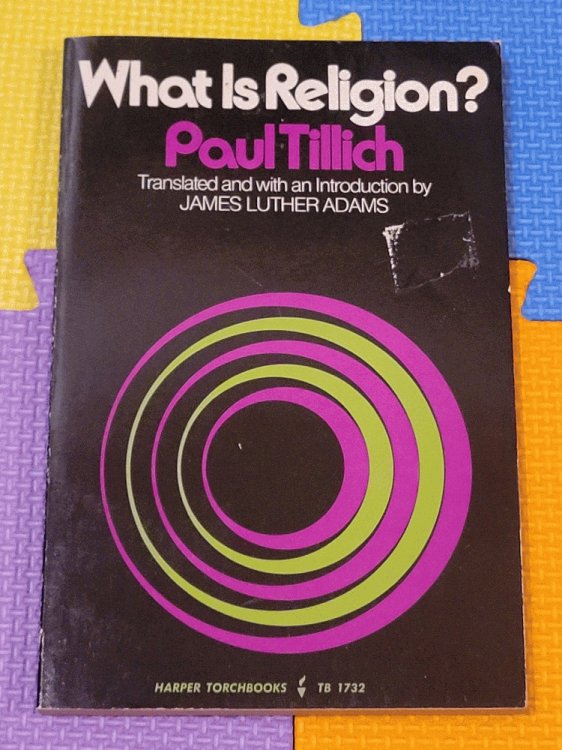 What Is Religion?
Paul Tillich
Translated and with an Introduction by
JAMES LUTHER ADAMS
HARPER TORCHBOOKS TB 1732